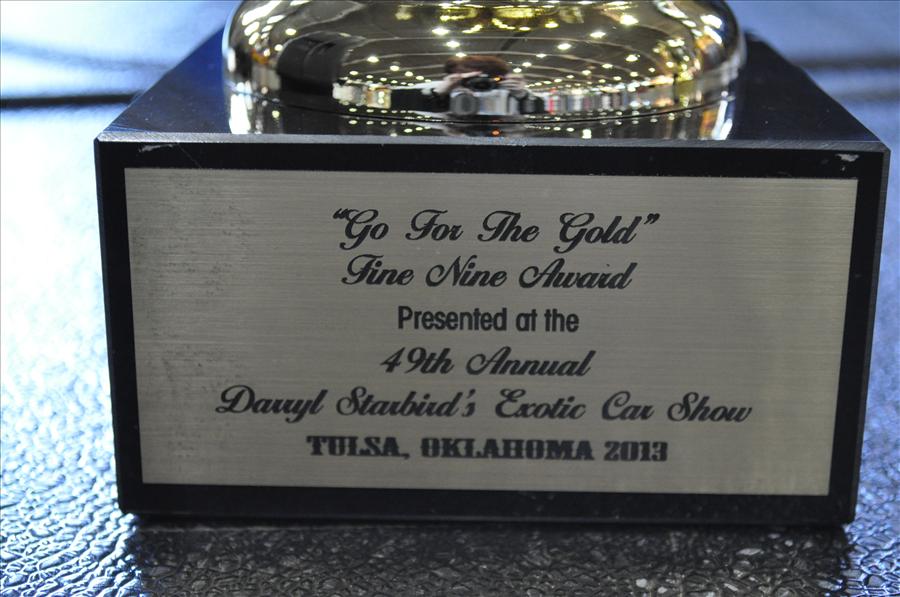 “Go For The Gold”
Fine Nine Award
Presented at the
49th Annual
Darryl Starbird's Exotic Car Show
TULSA, OKLAHOMA 2013